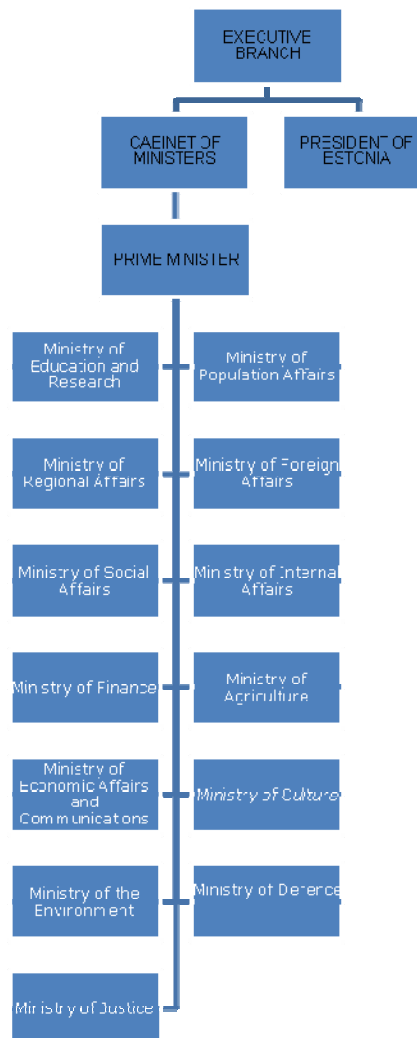 EXECUTIVE
BRANCH
CABINET OF
MINISTERS
PRESIDENT OF
ESTONIA
PRIME MINISTER
Ministry of
Education and
Research
Ministry of
Population Affairs
Ministry of
Regional Affairs
Ministry of Foreign
Affairs
Ministry of Social
Affairs
Ministry of Internal
Affairs
Ministry of Finance
Ministry of
Agriculture
Ministry of
Economic Affairs
and
Communications
Ministry of Culture
Ministry of the
Environment
Ministry of Defence
Ministry of Justice